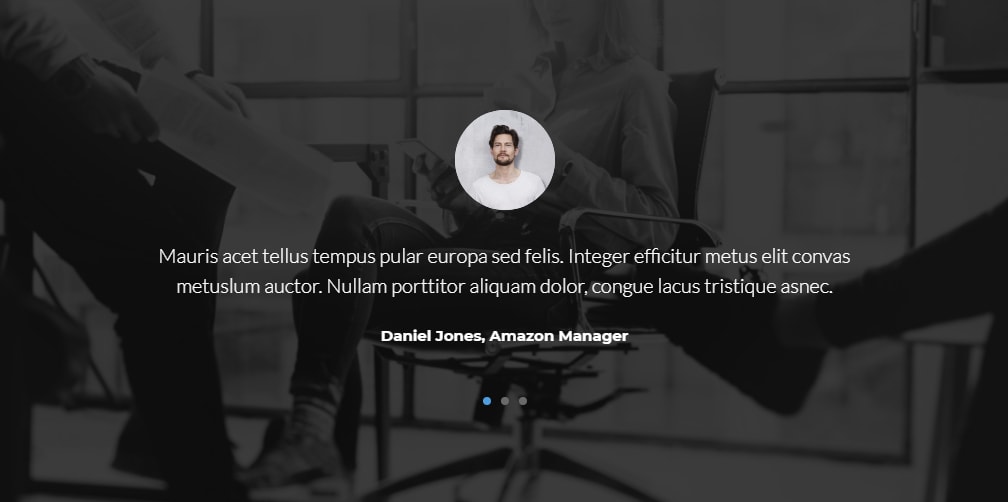 Mauris acet tellus tempus pular europa sed felis. Integer efficitur metus elit convas
metuslum auctor. Nullam porttitor aliquam dolor, congue lacus tristique asnec.
Daniel Jones, Amazon Manager